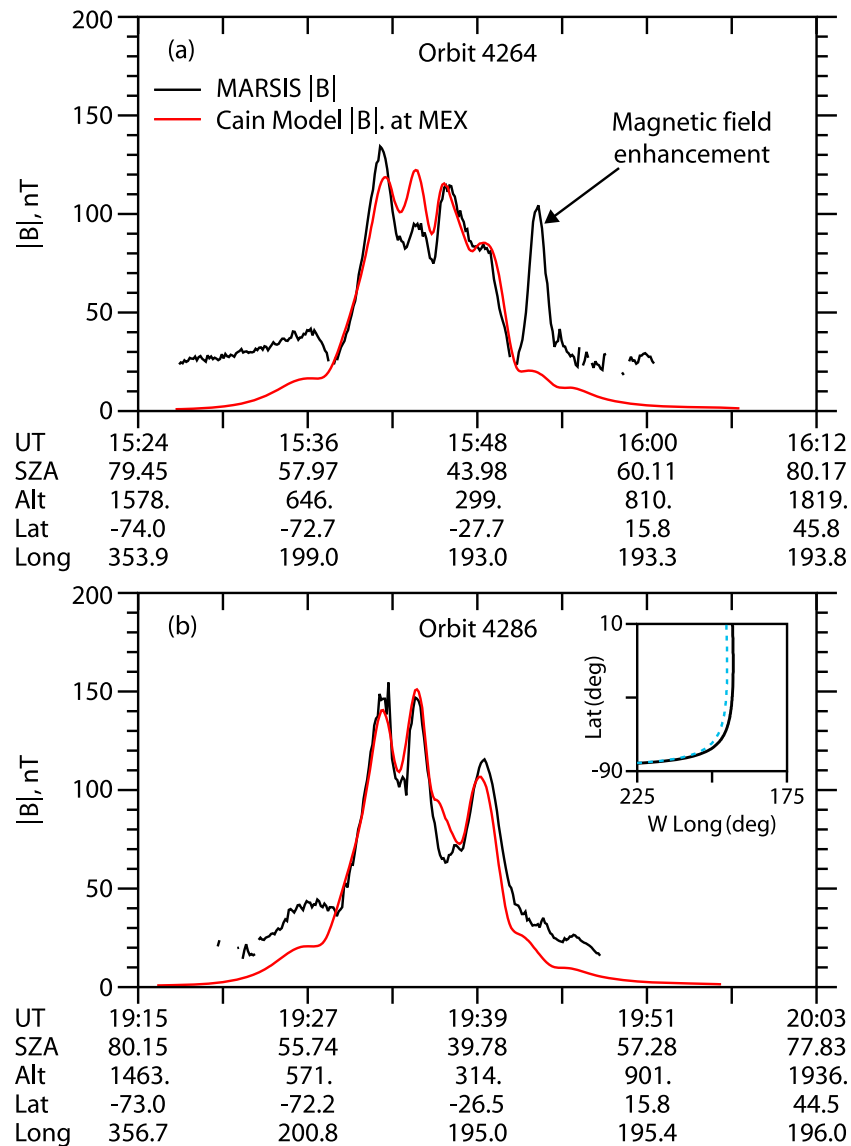 200
(a)
Orbit 4264
MARSIS |B|
Cain Model |B|. at MEX
Magnetic field
enhancement
150
100
50
0
|B|, nT
UT 15:24 15:36 15:48 16:00 16:12
SZA 79.45 57.97 43.98 60.11 80.17
Alt 1578. 646. 299. 810. 1819.
Lat -74.0 -72.7 -27.7 15.8 45.8
Long 353.9 199.0 193.0 193.3 193.8
200
(b)
Orbit 4286
150
100
50
0
|B|, nT
10
Lat (deg)
-90
225 175
W Long (deg)
UT 19:15 19:27 19:39 19:51 20:03
SZA 80.15 55.74 39.78 57.28 77.83
Alt 1463. 571. 314. 901. 1936.
Lat -73.0 -72.2 -26.5 15.8 44.5
Long 356.7 200.8 195.0 195.4 196.0